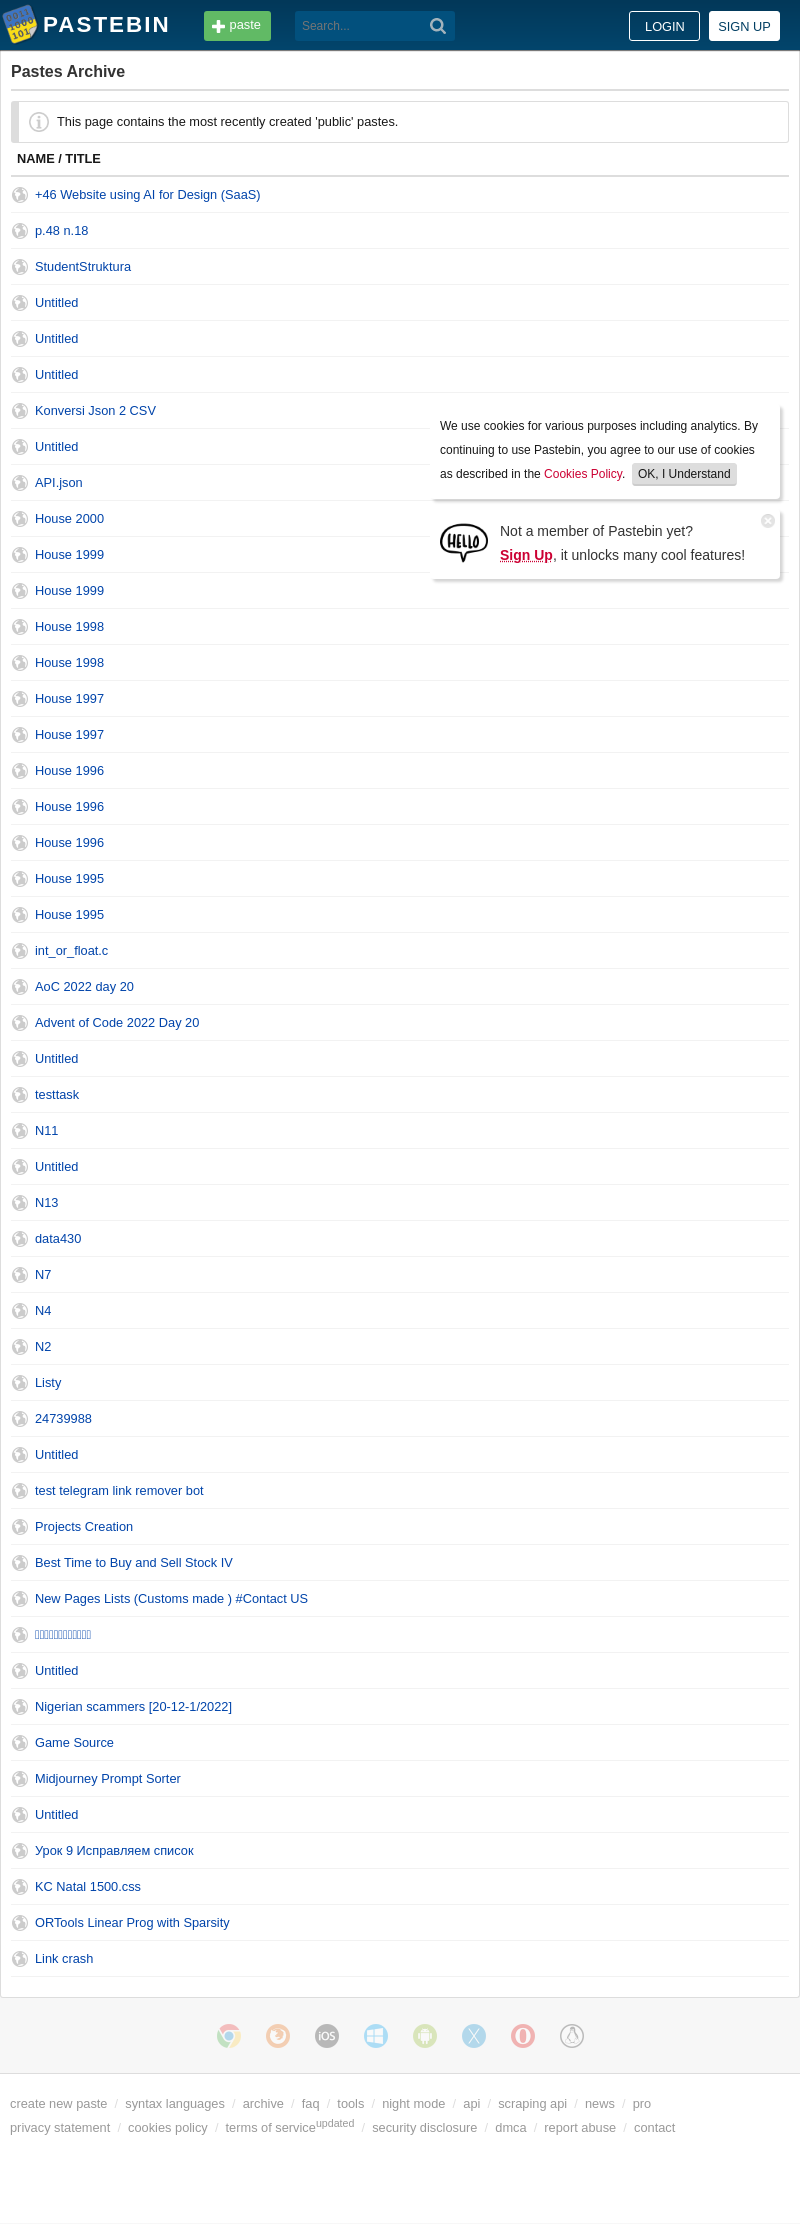 PASTEBIN paste Search... LOGIN SIGN UP
Pastes Archive
This page contains the most recently created 'public' pastes.
NAME / TITLE
+46 Website using AI for Design (SaaS)
p.48 n.18
StudentStruktura
Untitled
Untitled
Untitled
Konversi Json 2 CSV
Untitled
API.json
House 2000
House 1999
House 1999
House 1998
House 1998
House 1997
House 1997
House 1996
House 1996
House 1996
House 1995
House 1995
int_or_float.c
AoC 2022 day 20
Advent of Code 2022 Day 20
Untitled
testtask
N11
Untitled
N13
data430
N7
N4
N2
Listy
24739988
Untitled
test telegram link remover bot
Projects Creation
Best Time to Buy and Sell Stock IV
New Pages Lists (Customs made ) #Contact US
Untitled
Nigerian scammers [20-12-1/2022]
Game Source
Midjourney Prompt Sorter
Untitled
Урок 9 Исправляем список
KC Natal 1500.css
ORTools Linear Prog with Sparsity
Link crash
We use cookies for various purposes including analytics. By
continuing to use Pastebin, you agree to our use of cookies
as described in the Cookies Policy. OK, I Understand
HELLO
Not a member of Pastebin yet?
Sign Up, it unlocks many cool features!
iOS
create new paste / syntax languages / archive / faq / tools / night mode / api / scraping api / news / pro
privacy statement / cookies policy / terms of serviceupdated / security disclosure / dmca / report abuse / contact